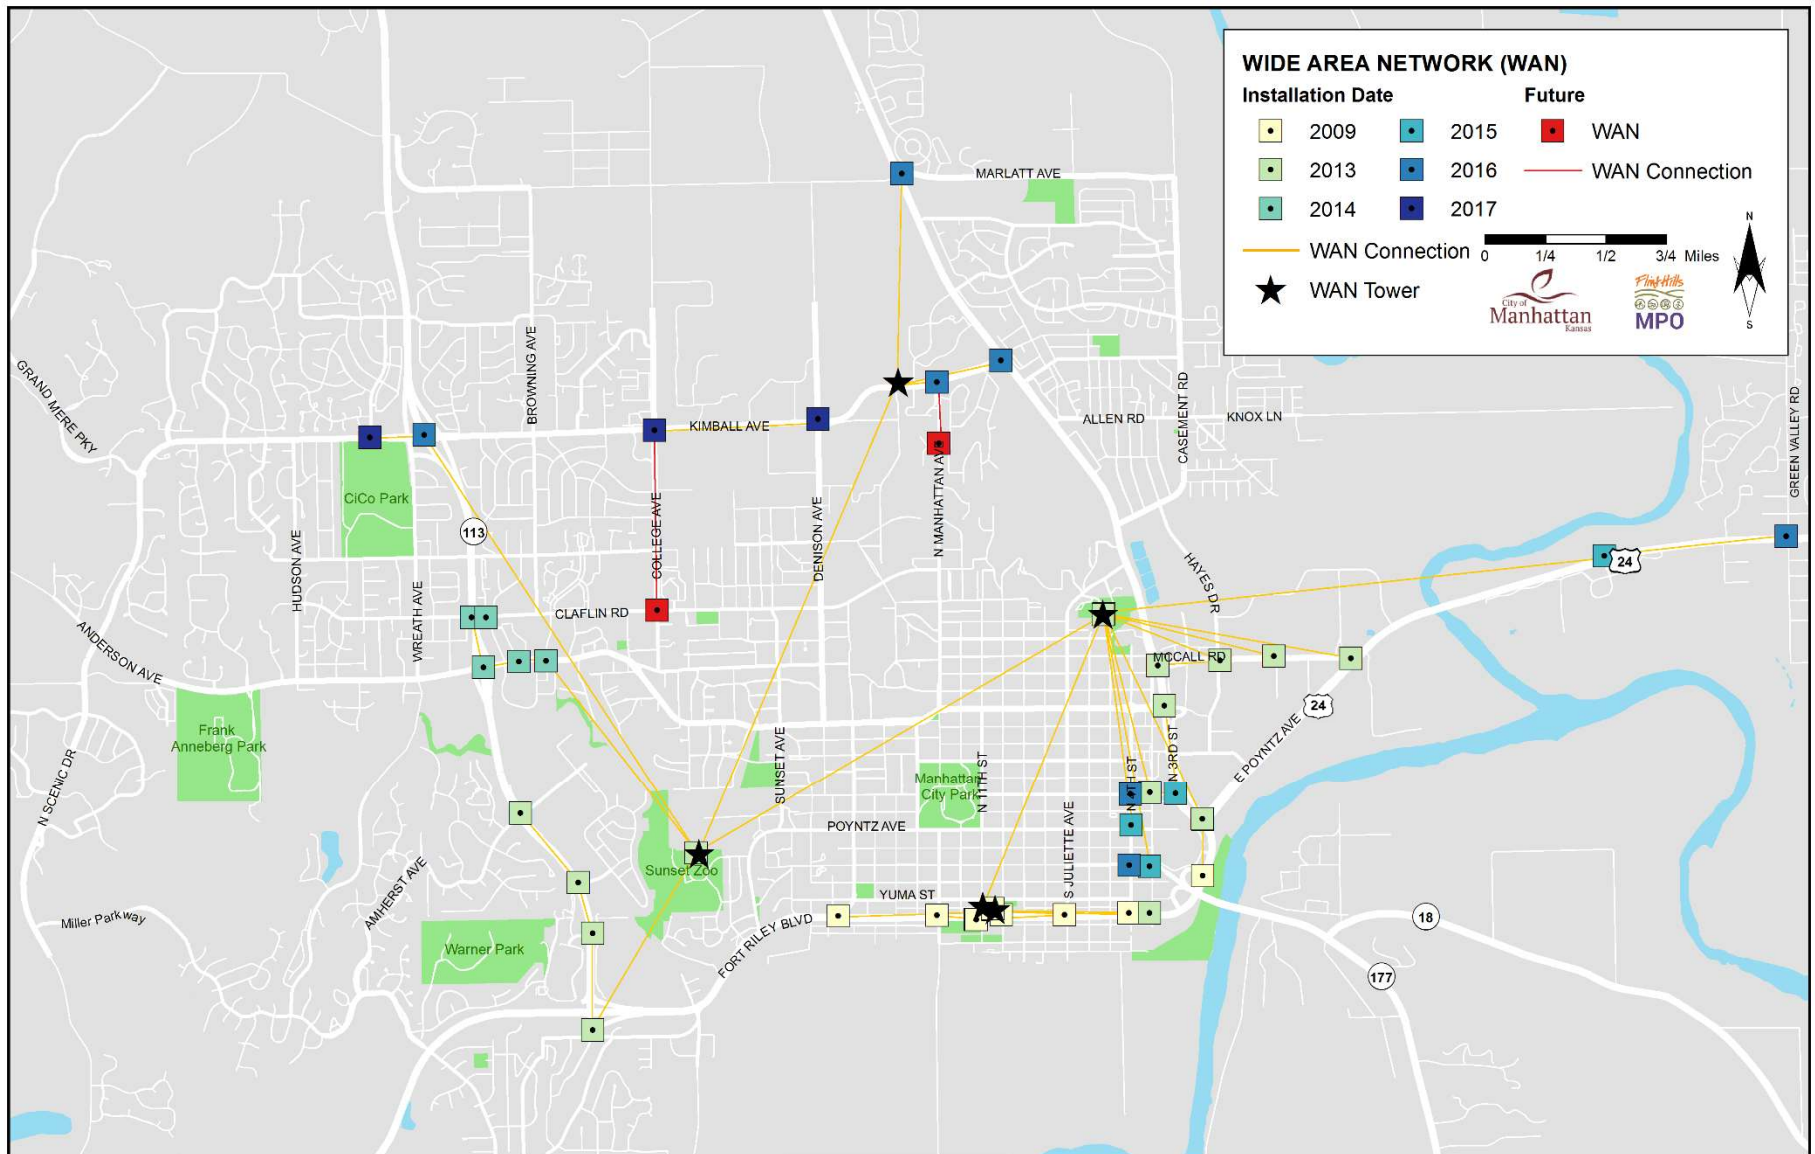 WIDE AREA NETWORK (WAN)
Installation Date
Future
2009
2015
WAN
2013
2016
WAN Connection
2014
2017
WAN Connection
0 1/4 1/2 3/4 Miles
WAN Tower
N
S
City of
Manhattan
Kansas
Flint Hills
MPO
MARLATT AVE
GRAND MERE PKY
BROWNING AVE
KIMBALL AVE
ALLEN RD
KNOX LN
CASEMENT RD
GREEN VALLEY RD
CiCo Park
113
HUDSON AVE
WREATH AVE
COLLEGE AVE
DENISON AVE
N MANHATTAN AVE
HAYES DR
24
CLAFLIN RD
ANDERSON AVE
MCCALL RD
24
Frank
Anneberg Park
N SCENIC DR
SUNSET AVE
Manhattan
City Park
N 11TH ST
N 3RD ST
E POYNTZ AVE
POYNTZ AVE
S JULIETTE AVE
Sunset Zoo
YUMA ST
AMHERST AVE
Miller Parkway
Warner Park
FORT RILEY BLVD
18
177